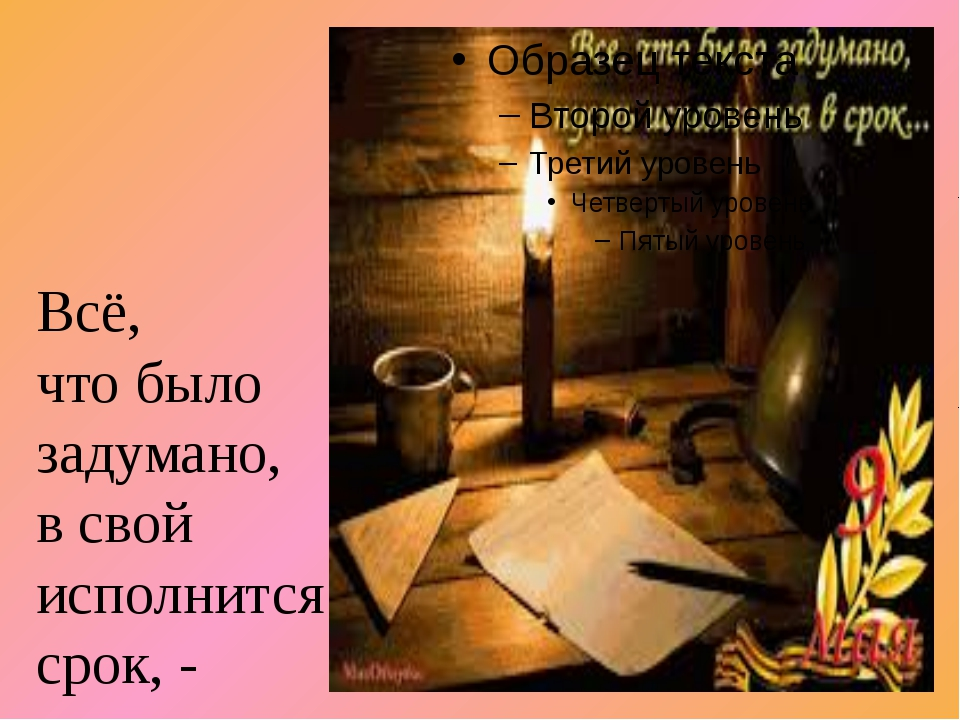 Всё,
что было
задумано,
в свой
исполнится
срок, -
Все, что было задумано,
в срок...
• Образец текста
– Второй уровень
– Третий уровень
• Четвертый уровень
– Пятый уровень
9
мая